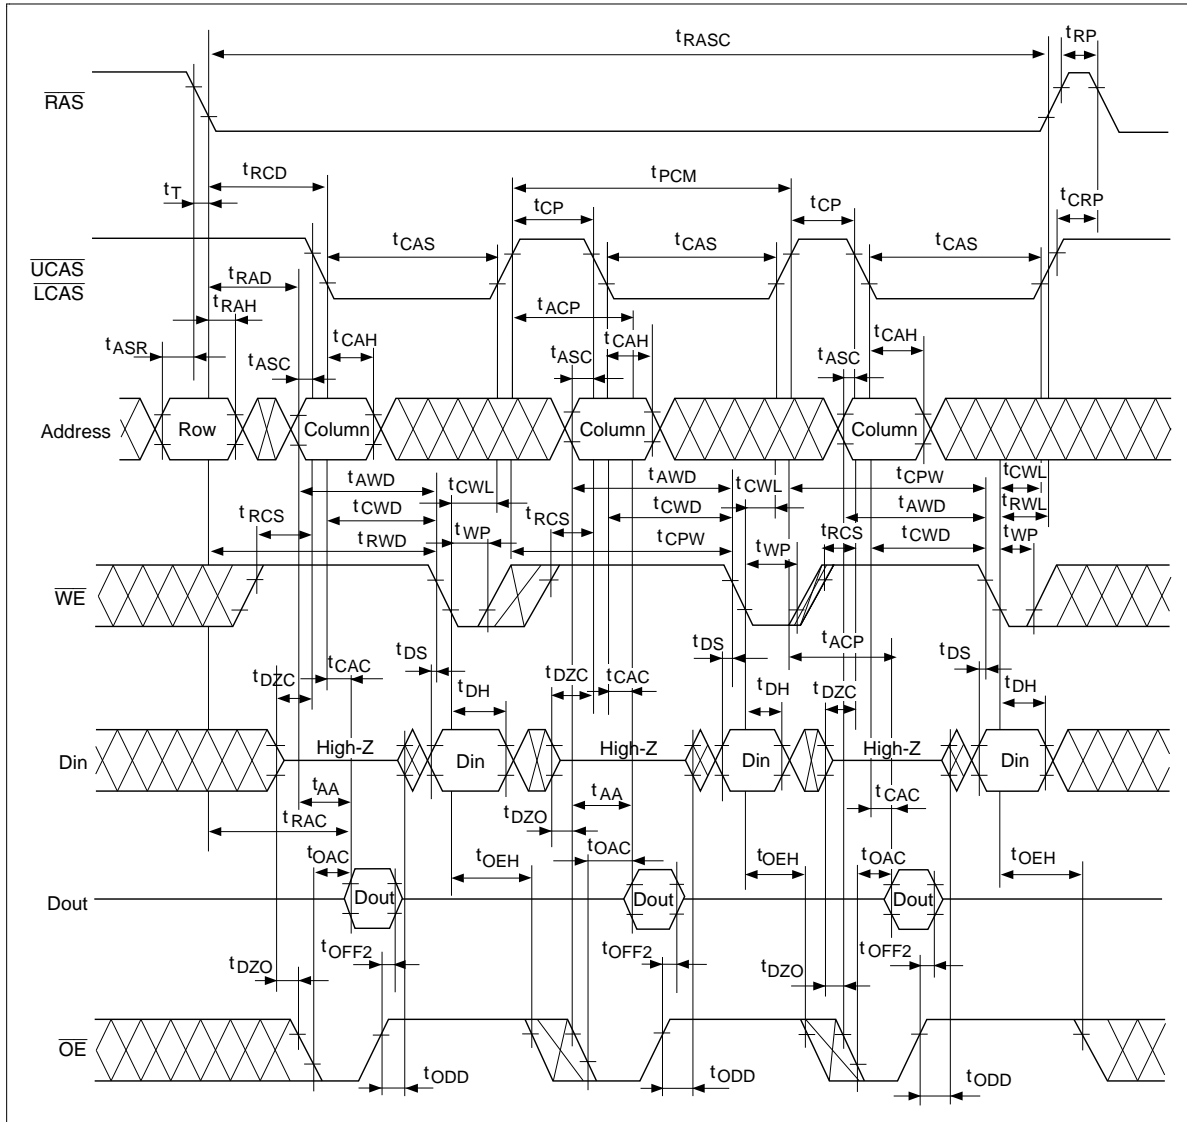 tRASC
tRP
RAS
tRCD
tPCM
tT
tCP
tCP
tCRP
tCAS
tCAS
tCAS
UCAS
LCAS
tRAD
tRAH
tACP
tASR
tCAH
tCAH
tCAH
tASC
tASC
tASC
Address
Row
Column
Column
Column
tAWD
tCWL
tAWD
tCWL
tCPW
tCWL
tRCS
tCWD
tRCS
tCWD
tAWD
tRWL
tRWD
tWP
tCPW
tWP
tRCS
tCWD
tWP
WE
tACP
tDS
tDS
tDS
tDZC
tCAC
tDH
tDZC
tCAC
tDH
tDZC
tDH
Din
High-Z
Din
High-Z
Din
High-Z
Din
tAA
tAA
tCAC
tRAC
tDZO
tOAC
tOAC
tOEH
tOEH
tOAC
tOEH
Dout
Dout
Dout
Dout
tDZO
tOFF2
tOFF2
tDZO
tOFF2
OE
tODD
tODD
tODD